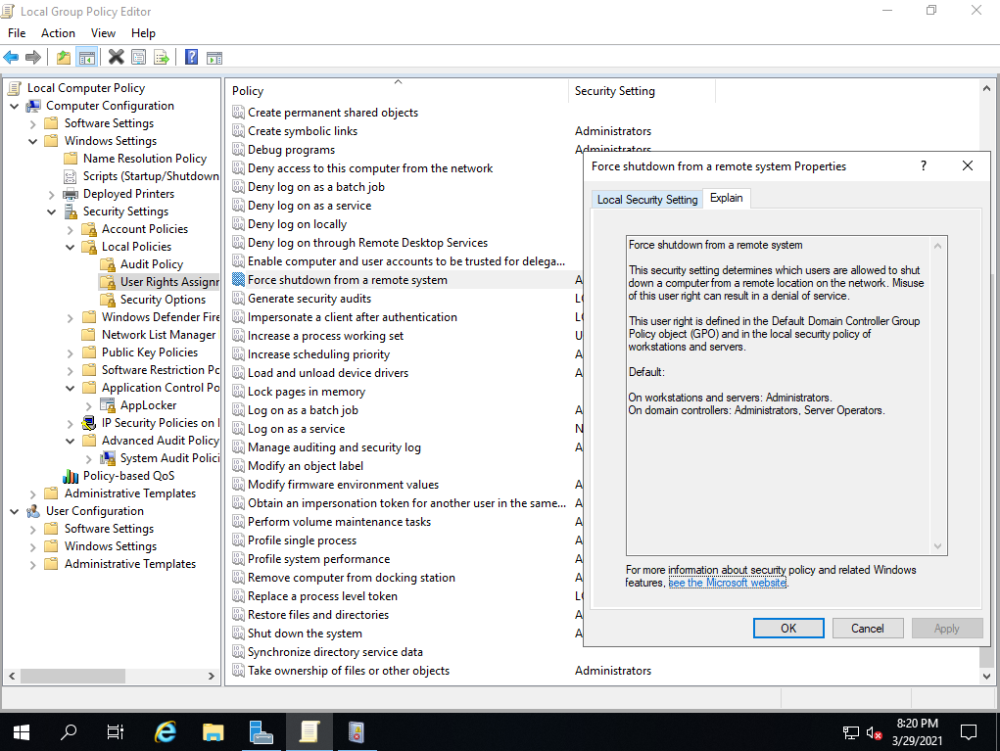 Local Group Policy Editor
File Action View Help
Local Computer Policy
Computer Configuration
Software Settings
Windows Settings
Name Resolution Policy
Scripts (Startup/Shutdown
Deployed Printers
Security Settings
Account Policies
Local Policies
Audit Policy
User Rights Assignr
Security Options
Windows Defender Fire
Network List Manager
Public Key Policies
Software Restriction Po
Application Control Po
AppLocker
IP Security Policies on
Advanced Audit Policy
System Audit Polici
Policy-based QoS
Administrative Templates
User Configuration
Software Settings
Windows Settings
Administrative Templates
Policy Security Setting
Create permanent shared objects
Create symbolic links Administrators
Debug programs Administrators
Deny access to this computer from the network
Deny log on as a batch job
Deny log on as a service
Deny log on locally
Deny log on through Remote Desktop Services
Enable computer and user accounts to be trusted for delega...
Force shutdown from a remote system A
Generate security audits LO
Impersonate a client after authentication LO
Increase a process working set U
Increase scheduling priority A
Load and unload device drivers A
Lock pages in memory
Log on as a batch job A
Log on as a service N
Manage auditing and security log A
Modify an object label
Modify firmware environment values A
Obtain an impersonation token for another user in the same... A
Perform volume maintenance tasks A
Profile single process A
Profile system performance A
Remove computer from docking station A
Replace a process level token LO
Restore files and directories A
Shut down the system A
Synchronize directory service data
Take ownership of files or other objects Administrators
Force shutdown from a remote system Properties ?
Local Security Setting Explain
Force shutdown from a remote system
This security setting determines which users are allowed to shut
down a computer from a remote location on the network. Misuse
of this user right can result in a denial of service.
This user right is defined in the Default Domain Controller Group
Policy object (GPO) and in the local security policy of
workstations and servers.
Default:
On workstations and servers: Administrators.
On domain controllers: Administrators, Server Operators.
For more information about security policy and related Windows
features, see the Microsoft website.
OK Cancel Apply
8:20 PM
3/29/2021